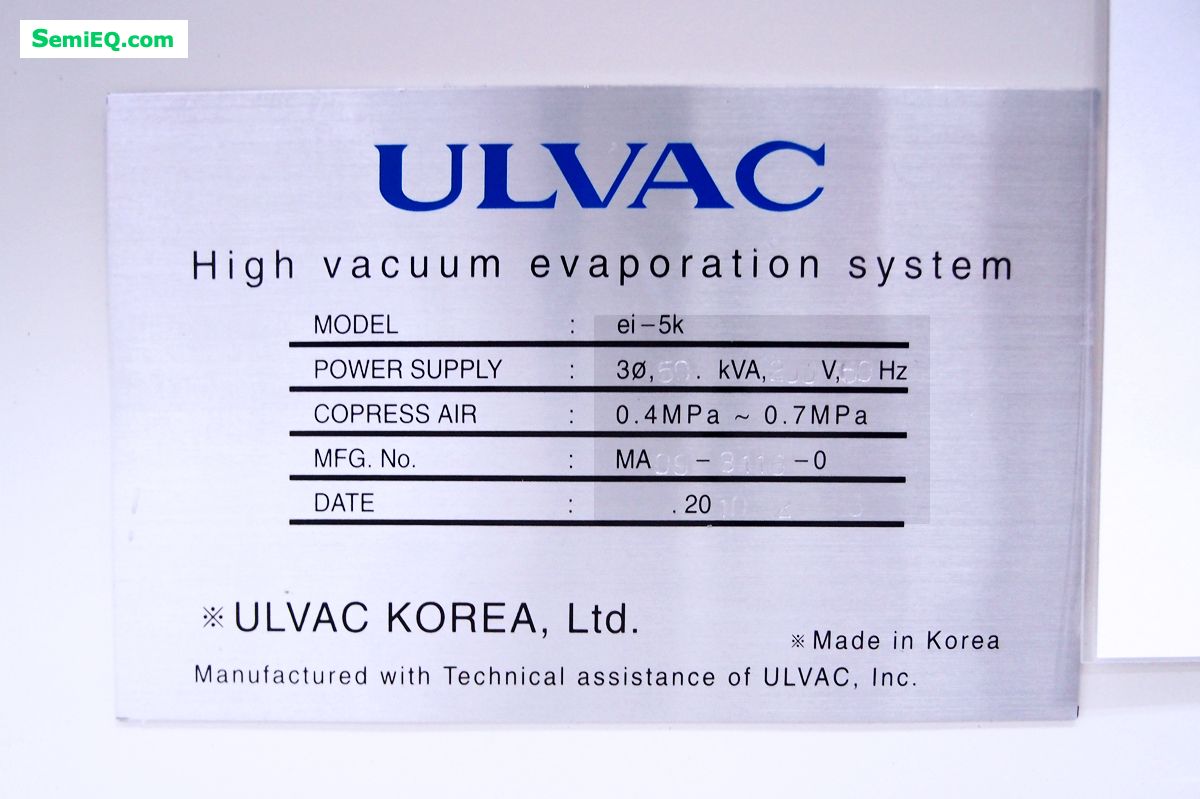 SemiEQ.com
ULVAC
High vacuum evaporation system
MODEL : ei-5k
POWER SUPPLY : 3Ø, 50. kVA, V, Hz
COPRESS AIR : 0.4MPa ~ 0.7MPa
MFG. No. : MA - -0
DATE : .20
※ULVAC KOREA, Ltd.
※Made in Korea
Manufactured with Technical assistance of ULVAC, Inc.